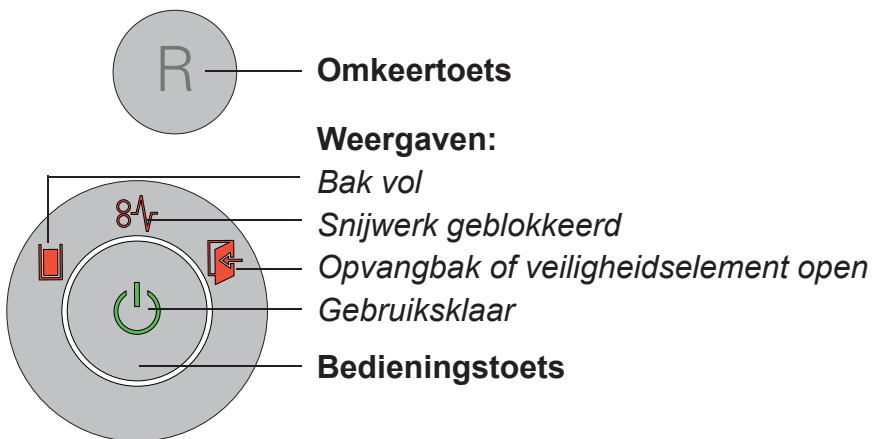 R
Omkeertoets
Weergaven:
Bak vol
Snijwerk geblokkeerd
Opvangbak of veiligheidselement open
Gebruiksklaar
Bedieningstoets